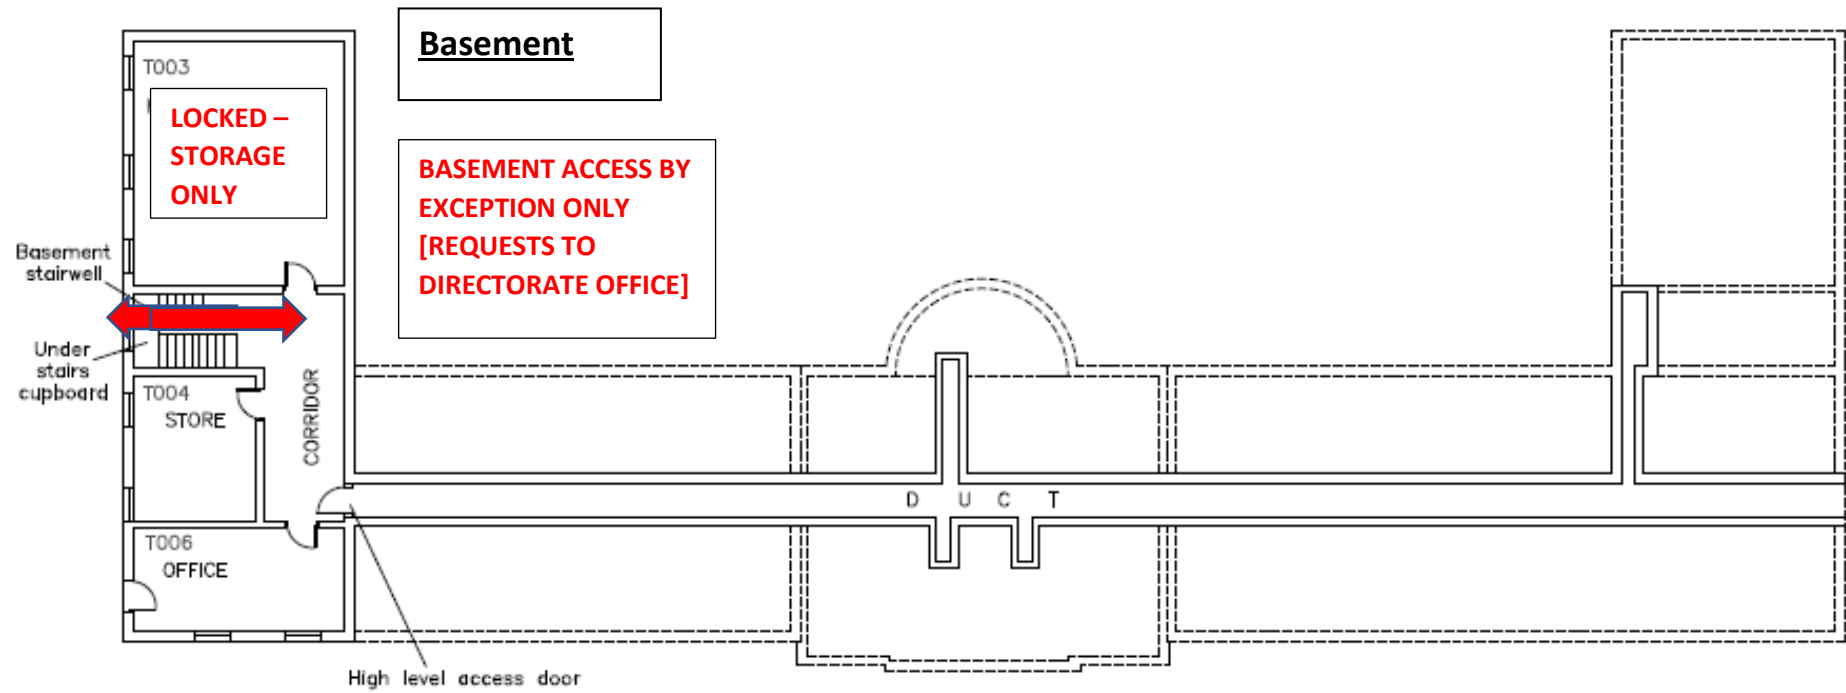 Basement
T003
LOCKED –
STORAGE
ONLY
BASEMENT ACCESS BY
EXCEPTION ONLY
[REQUESTS TO
DIRECTORATE OFFICE]
Basement
stairwell
Under
stairs
cupboard
T004
STORE
CORRIDOR
D U C T
T006
OFFICE
High level access door